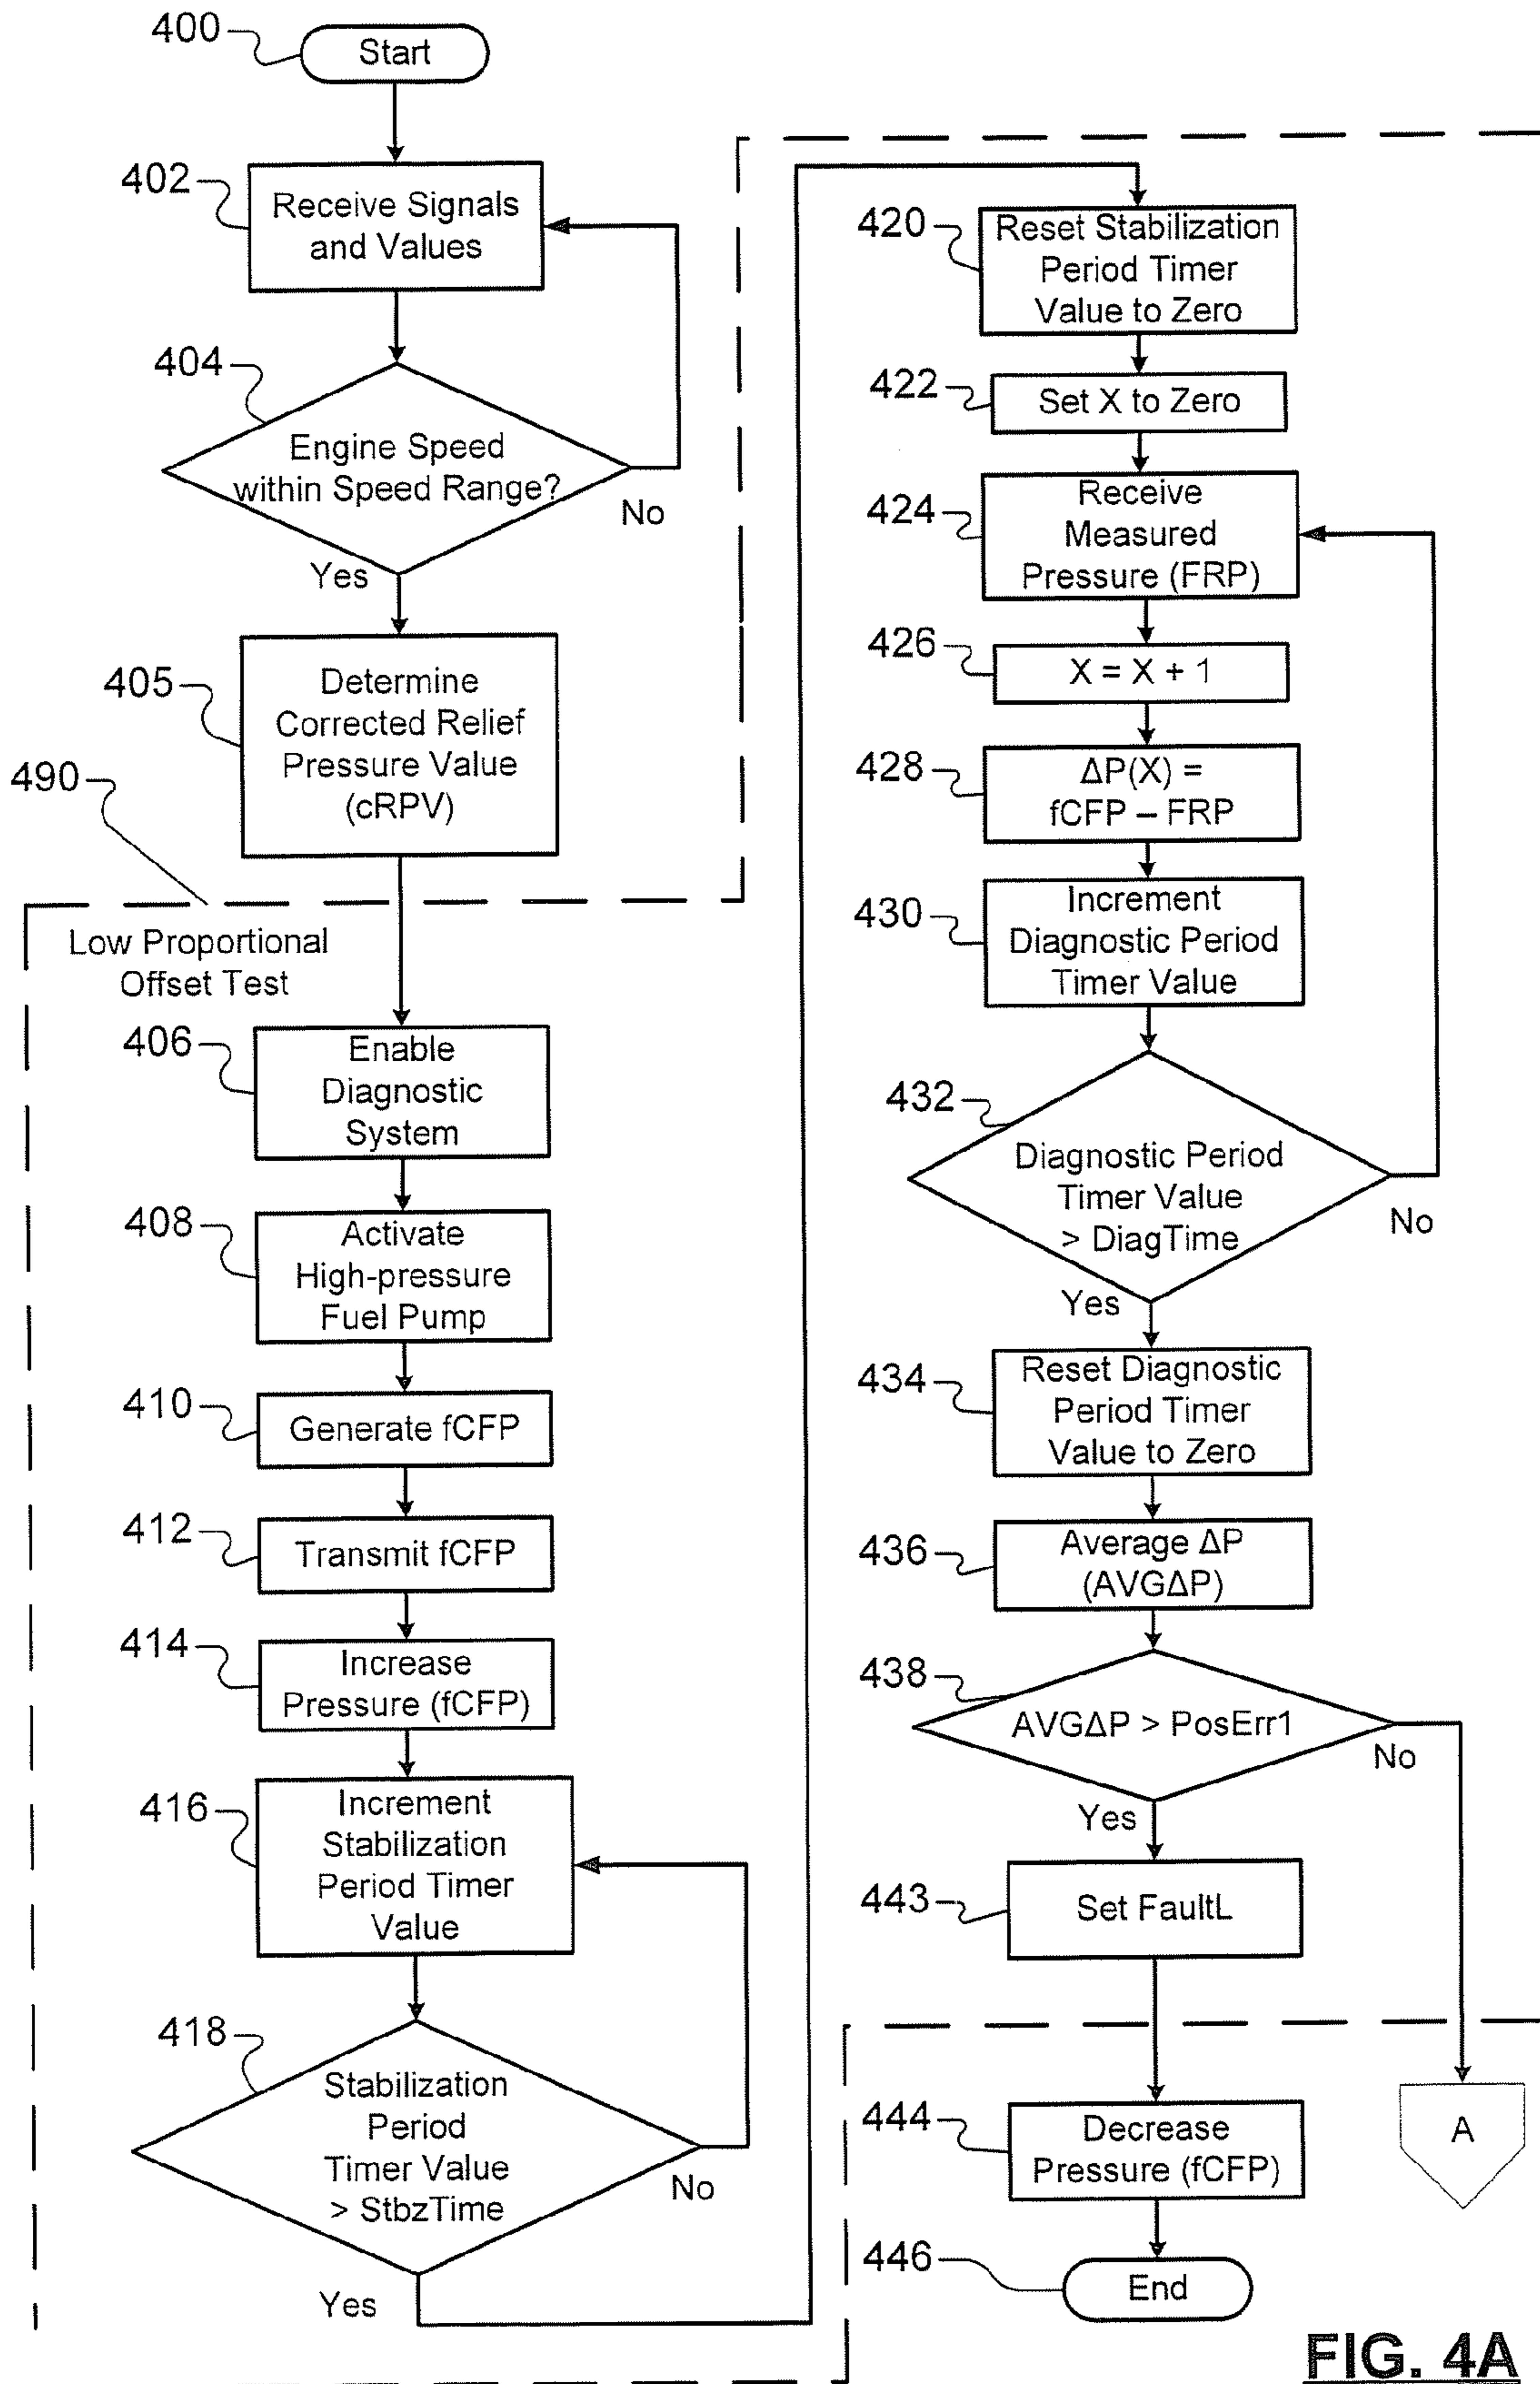 400
Start
402
Receive Signals
and Values
404
Engine Speed
within Speed Range?
No
Yes
405
Determine
Corrected Relief
Pressure Value
(cRPV)
490
Low Proportional
Offset Test
406
Enable
Diagnostic
System
408
Activate
High-pressure
Fuel Pump
410
Generate fCFP
412
Transmit fCFP
414
Increase
Pressure (fCFP)
416
Increment
Stabilization
Period Timer
Value
418
Stabilization
Period
Timer Value
> StbzTime
No
Yes
420
Reset Stabilization
Period Timer
Value to Zero
422
Set X to Zero
424
Receive
Measured
Pressure (FRP)
426
X = X + 1
428
ΔP(X) =
fCFP – FRP
430
Increment
Diagnostic Period
Timer Value
432
Diagnostic Period
Timer Value
> DiagTime
No
Yes
434
Reset Diagnostic
Period Timer
Value to Zero
436
Average ΔP
(AVGΔP)
438
AVGΔP > PosErr1
No
Yes
443
Set FaultL
444
Decrease
Pressure (fCFP)
A
446
End
FIG. 4A